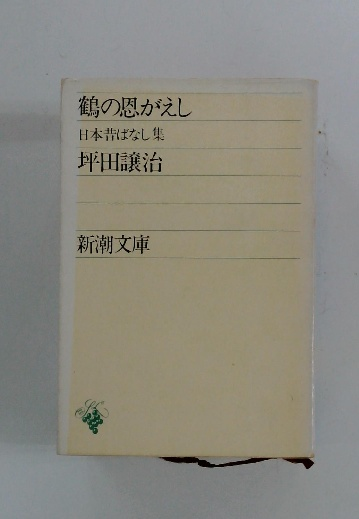 鶴の恩がえし
日本昔ばなし集
坪田譲治
新潮文庫